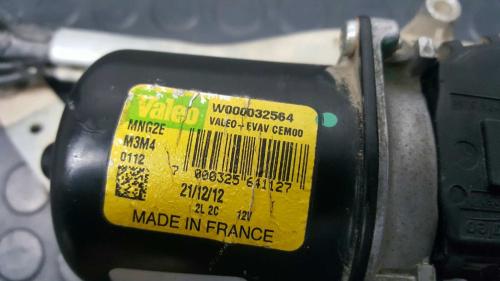 Valeo
W000032564
VALEO-EVAV CEM00
MNG2E
M3M4
0112
7 000325 641127
21/12/12
2L 2C 12V
MADE IN FRANCE